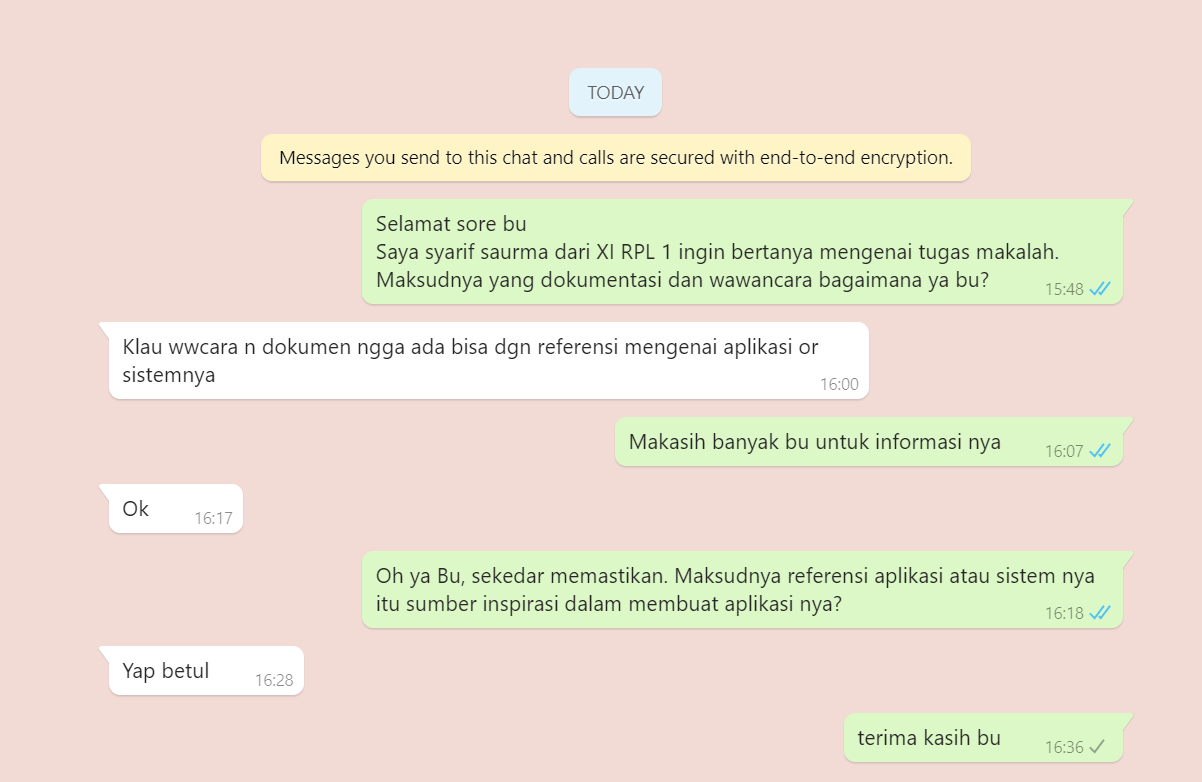 TODAY
Messages you send to this chat and calls are secured with end-to-end encryption.
Selamat sore bu
Saya syarif saurma dari XI RPL 1 ingin bertanya mengenai tugas makalah.
Maksudnya yang dokumentasi dan wawancara bagaimana ya bu?
15:48
Klau wwcara n dokumen ngga ada bisa dgn referensi mengenai aplikasi or
sistemnya
16:00
Makasih banyak bu untuk informasi nya
16:07
Ok
16:17
Oh ya Bu, sekedar memastikan. Maksudnya referensi aplikasi atau sistem nya
itu sumber inspirasi dalam membuat aplikasi nya?
16:18
Yap betul
16:28
terima kasih bu
16:36